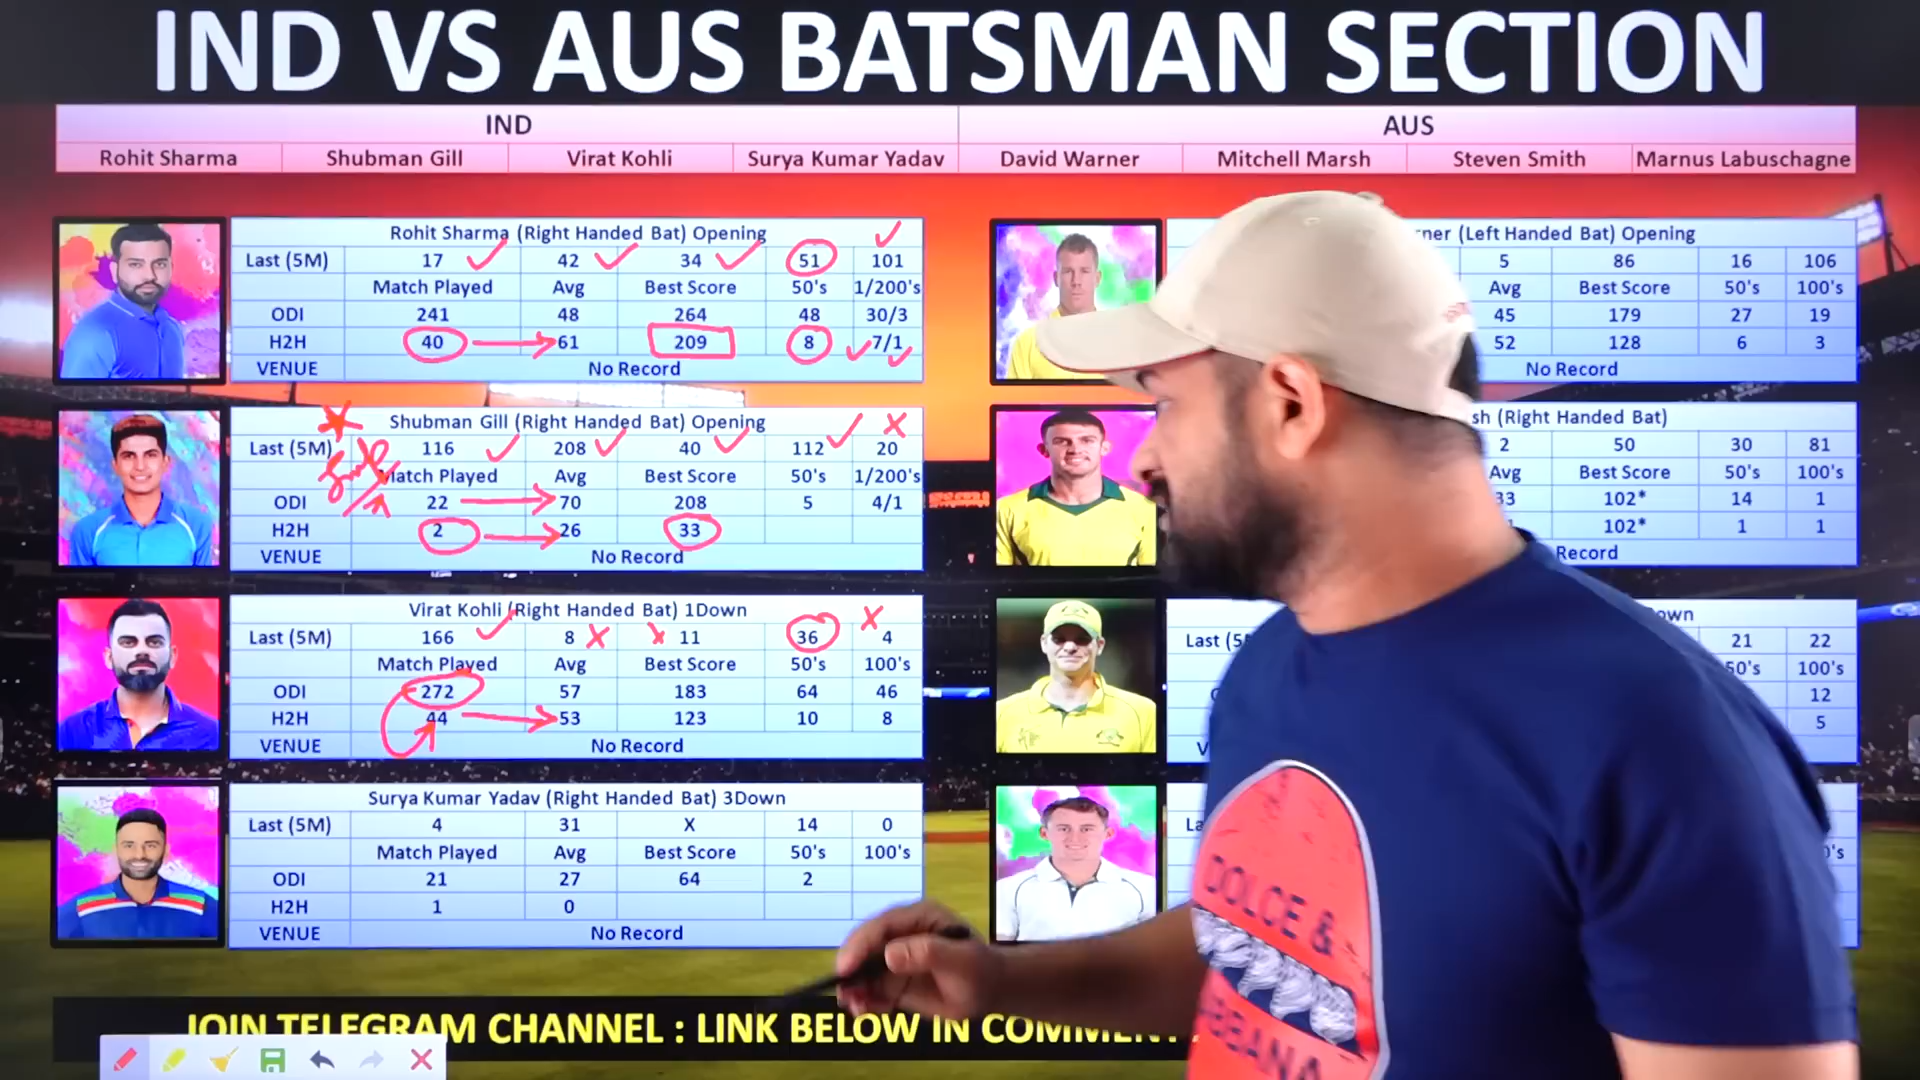 IND VS AUS BATSMAN SECTION
IND AUS
Rohit Sharma Shubman Gill Virat Kohli Surya Kumar Yadav David Warner Mitchell Marsh Steven Smith Marnus Labuschagne
Rohit Sharma (Right Handed Bat) Opening
Last (5M) 17 42 34 51 101
Match Played Avg Best Score 50's 1/200's
ODI 241 48 264 48 30/3
H2H 40 61 209 8 7/1
VENUE No Record
Shubman Gill (Right Handed Bat) Opening
Last (5M) 116 208 40 112 20
Match Played Avg Best Score 50's 1/200's
ODI 22 70 208 5 4/1
H2H 2 26 33
VENUE No Record
Virat Kohli (Right Handed Bat) 1Down
Last (5M) 166 8 11 36 4
Match Played Avg Best Score 50's 100's
ODI 272 57 183 64 46
H2H 44 53 123 10 8
VENUE No Record
Surya Kumar Yadav (Right Handed Bat) 3Down
Last (5M) 4 31 X 14 0
Match Played Avg Best Score 50's 100's
ODI 21 27 64 2
H2H 1 0
VENUE No Record
(Left Handed Bat) Opening
5 86 16 106
Avg Best Score 50's 100's
45 179 27 19
52 128 6 3
No Record
(Right Handed Bat)
2 50 30 81
Avg Best Score 50's 100's
33 102* 14 1
102* 1 1
Record
Last 21 22
50's 100's
12
5
JOIN TELEGRAM CHANNEL : LINK BELOW IN COMMENT
DOLCE &